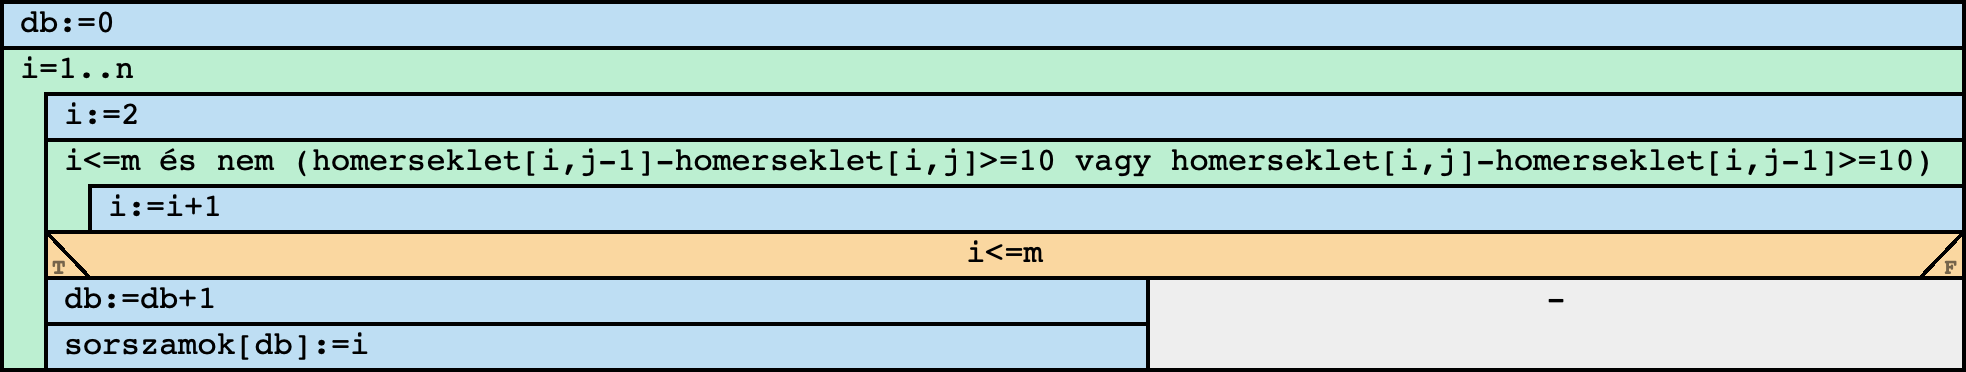 db:=0
i=1..n
i:=2
i<=m és nem (homerseklet[i,j-1]-homerseklet[i,j]>=10 vagy homerseklet[i,j]-homerseklet[i,j-1]>=10)
i:=i+1
i<=m
T
F
db:=db+1
-
sorszamok[db]:=i